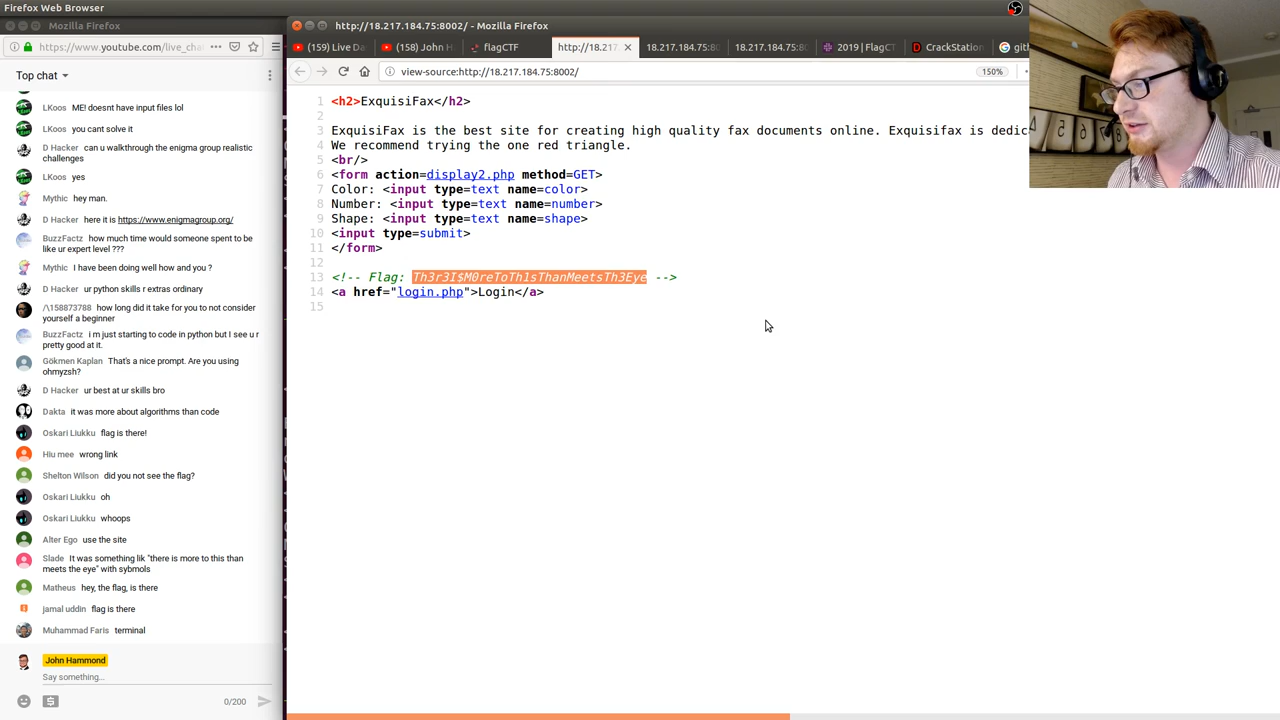 Firefox Web Browser
Mozilla Firefox
http://18.217.184.75:8002/ - Mozilla Firefox
https://www.youtube.com/live_cha
(159) Live Da
(158) John H
flagCTF
http://18.217
18.217.184.75:80
18.217.184.75:80
2019 | FlagCT
CrackStation
gith
view-source:http://18.217.184.75:8002/
150%
Top chat
LKoos ME! doesnt have input files lol
LKoos you cant solve it
D Hacker can u walkthrough the enigma group realistic
challenges
LKoos yes
Mythic hey man.
D Hacker here it is https://www.enigmagroup.org/
BuzzFactz how much time would someone spent to be
like ur expert level ???
Mythic I have been doing well how and you ?
D Hacker ur python skills r extras ordinary
/\158873788 how long did it take for you to not consider
yourself a beginner
BuzzFactz i m just starting to code in python but I see u r
pretty good at it.
Gökmen Kaplan That's a nice prompt. Are you using
ohmyzsh?
D Hacker ur best at ur skills bro
Dakta it was more about algorithms than code
Oskari Liukku flag is there!
Hiu mee wrong link
Shelton Wilson did you not see the flag?
Oskari Liukku oh
Oskari Liukku whoops
Alter Ego use the site
Slade It was something lik "there is more to this than
meets the eye" with sybmols
Matheus hey, the flag, is there
jamal uddin flag is there
Muhammad Faris terminal
John Hammond
Say something...
0/200
1 <h2>ExquisiFax</h2>
2
3 ExquisiFax is the best site for creating high quality fax documents online. Exquisifax is dedic
4 We recommend trying the one red triangle.
5 <br/>
6 <form action=display2.php method=GET>
7 Color: <input type=text name=color>
8 Number: <input type=text name=number>
9 Shape: <input type=text name=shape>
10 <input type=submit>
11 </form>
12
13 <!-- Flag: Th3r3I$M0reToTh1sThanMeetsTh3Eye -->
14 <a href="login.php">Login</a>
15